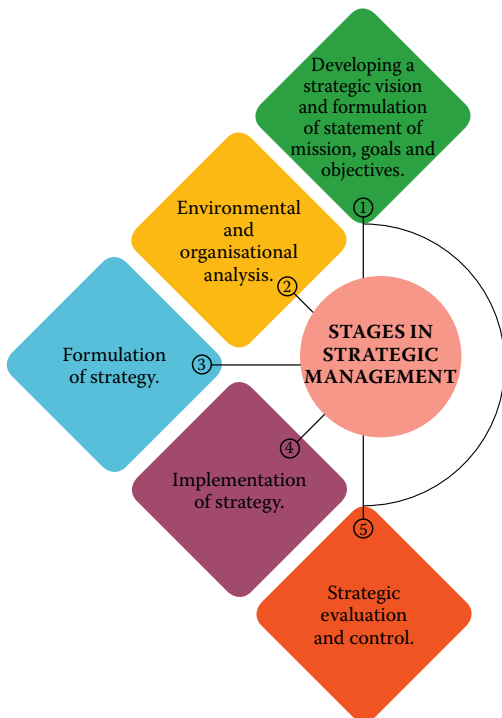 Developing a
strategic vision
and formulation
of statement of
mission, goals and
objectives.
1
Environmental
and
organisational
analysis.
2
Formulation
of strategy.
3
STAGES IN
STRATEGIC
MANAGEMENT
4
Implementation
of strategy.
5
Strategic
evaluation
and control.